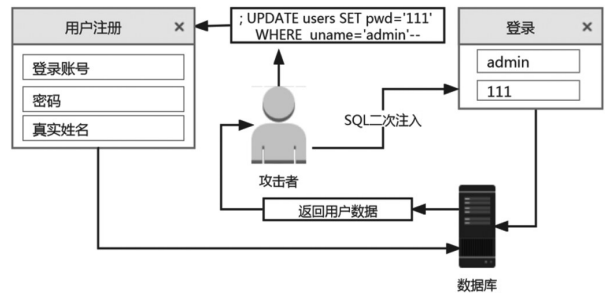 用户注册 ×
登录账号
密码
真实姓名
; UPDATE users SET pwd='111'
WHERE uname='admin'--
登录 ×
admin
111
SQL二次注入
攻击者
返回用户数据
数据库